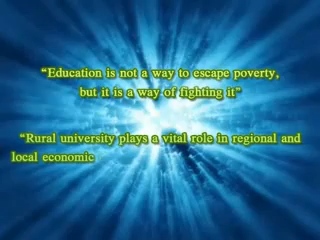 “Education is not a way to escape poverty,
but it is a way of fighting it”
“Rural university plays a vital role in regional and
local economic